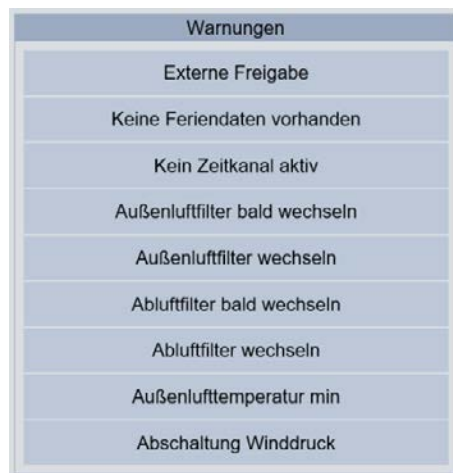 Warnungen
Externe Freigabe
Keine Feriendaten vorhanden
Kein Zeitkanal aktiv
Außenluftfilter bald wechseln
Außenluftfilter wechseln
Abluftfilter bald wechseln
Abluftfilter wechseln
Außenlufttemperatur min
Abschaltung Winddruck